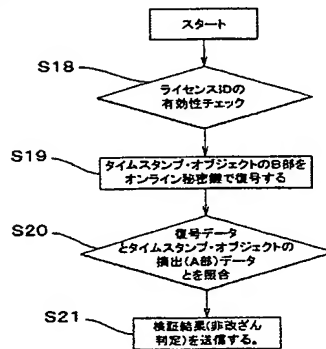 スタート
S18
ライセンスIDの
有効性チェック
S19
タイムスタンプ・オブジェクトのB部を
オンライン秘密鍵で復号する
S20
復号データ
とタイムスタンプ・オブジェクトの
摘出(A部)データ
とを照合
S21
検証結果(非改ざん
判定)を送信する。